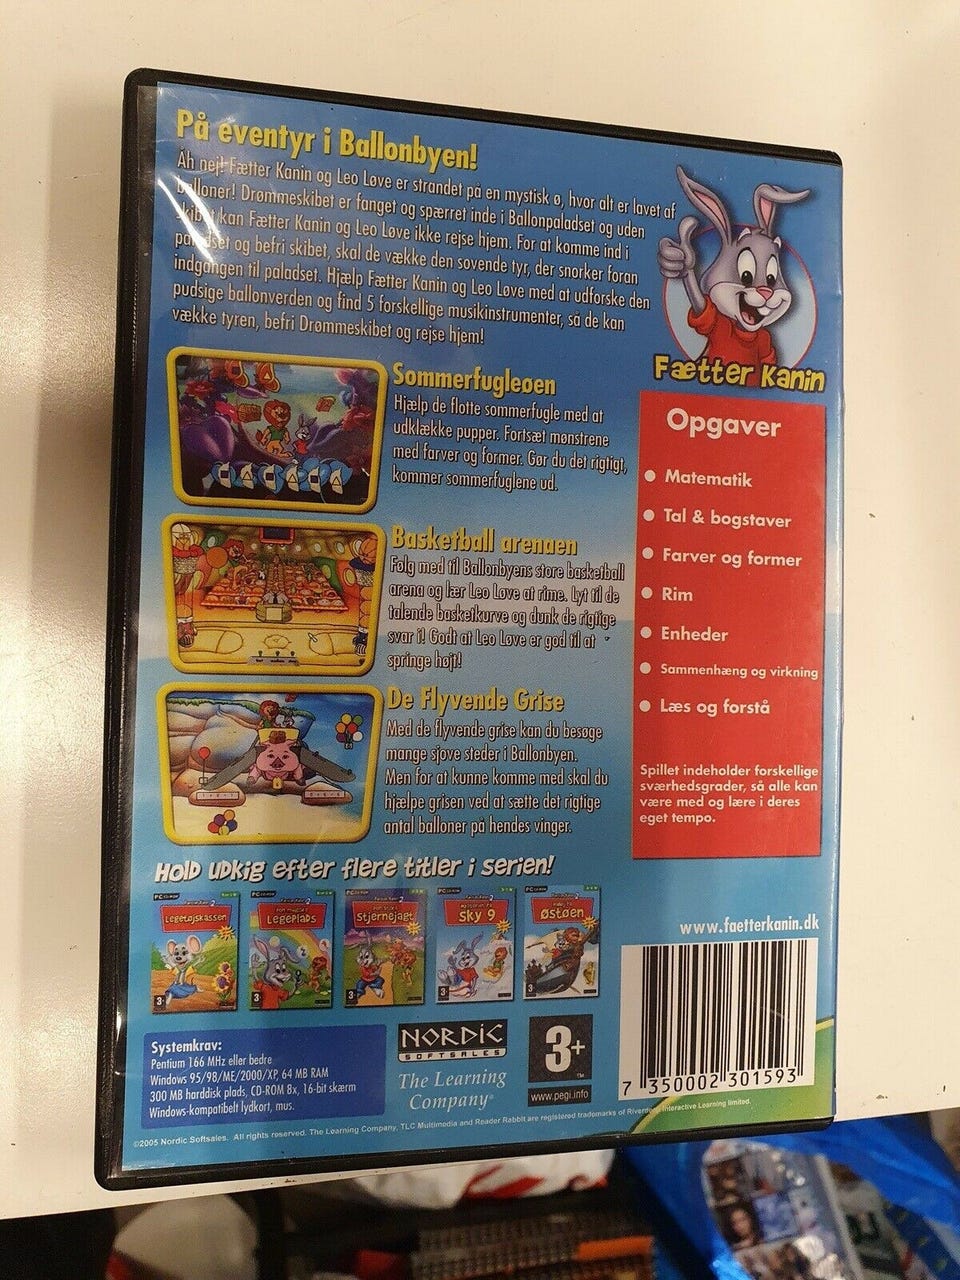 På eventyr i Ballonbyen!
Åh nej! Fætter Kanin og Leo Løve er strandet på en mystisk ø, hvor alt er lavet af
balloner! Drømmeskibet er fanget og spærret inde i Ballonpaladset og uden
skibet kan Fætter Kanin og Leo Løve ikke rejse hjem. For at komme ind i
paladset og befri skibet, skal de vække den sovende tyr, der snorker foran
indgangen til paladset. Hjælp Fætter Kanin og Leo Løve med at udforske den
pudsige ballonverden og find 5 forskellige musikinstrumenter, så de kan
vække tyren, befri Drømmeskibet og rejse hjem!
Fætter Kanin
Sommerfugleøen
Hjælp de flotte sommerfugle med at
udklække pupper. Fortsæt mønstrene
med farver og former. Gør du det rigtigt,
kommer sommerfuglene ud.
Basketball arenaen
Følg med til Ballonbyens store basketball
arena og lær Leo Løve at rime. Lyt til de
talende basketkurve og dunk de rigtige
svar i! Godt at Leo Løve er god til at
springe højt!
De Flyvende Grise
Med de flyvende grise kan du besøge
mange sjove steder i Ballonbyen.
Men for at kunne komme med skal du
hjælpe grisen ved at sætte det rigtige
antal balloner på hendes vinger.
Opgaver
Matematik
Tal & bogstaver
Farver og former
Rim
Enheder
Sammenhæng og virkning
Læs og forstå
Spillet indeholder forskellige
sværhedsgrader, så alle kan
være med og lære i deres
eget tempo.
Hold udkig efter flere titler i serien!
Legetøjskassen
Legeplads
Stjernejagt
Sky 9
Østøen
www.faetterkanin.dk
Systemkrav:
Pentium 166 MHz eller bedre
Windows 95/98/ME/2000/XP, 64 MB RAM
300 MB harddisk plads, CD-ROM 8x, 16-bit skærm
Windows-kompatibelt lydkort, mus.
NORDIC
SOFTSALES
The Learning
Company®
3+
www.pegi.info
7 350002 301593
©2005 Nordic Softsales. All rights reserved. The Learning Company, TLC Multimedia and Reader Rabbit are registered trademarks of Riverdeep Interactive Learning limited.